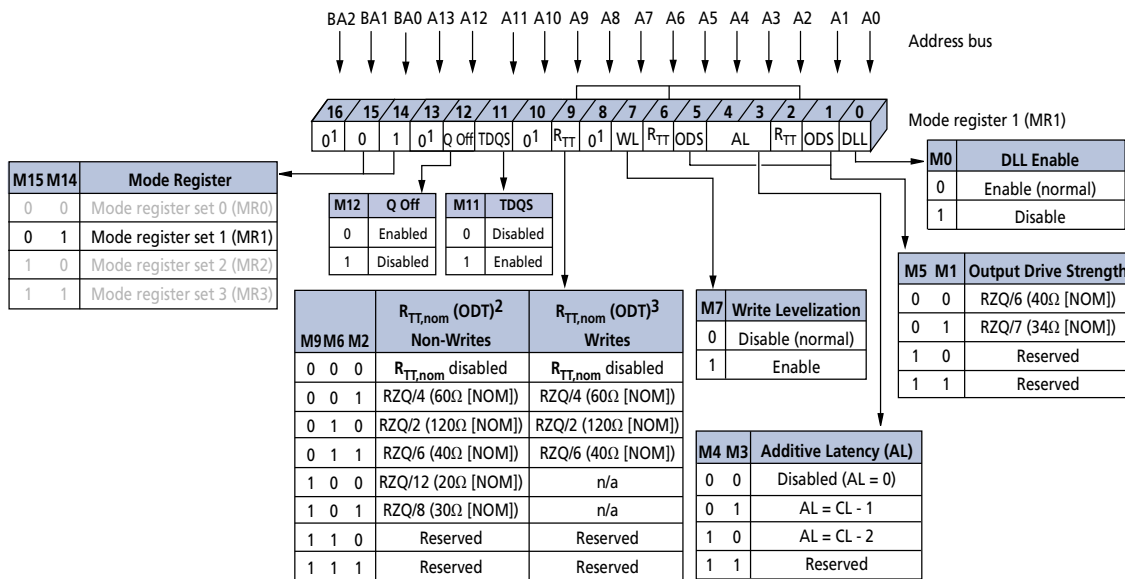 BA2 BA1 BA0 A13 A12 A11 A10 A9 A8 A7 A6 A5 A4 A3 A2 A1 A0
Address bus
16 15 14 13 12 11 10 9 8 7 6 5 4 3 2 1 0
Mode register 1 (MR1)
0¹ 0 1 0¹ Q Off TDQS 0¹ R_TT 0¹ WL R_TT ODS AL R_TT ODS DLL
M0 DLL Enable
0 Enable (normal)
1 Disable
M15 M14 Mode Register
0 0 Mode register set 0 (MR0)
0 1 Mode register set 1 (MR1)
1 0 Mode register set 2 (MR2)
1 1 Mode register set 3 (MR3)
M12 Q Off
0 Enabled
1 Disabled
M11 TDQS
0 Disabled
1 Enabled
M5 M1 Output Drive Strength
0 0 RZQ/6 (40Ω [NOM])
0 1 RZQ/7 (34Ω [NOM])
1 0 Reserved
1 1 Reserved
R_TT,nom (ODT)² R_TT,nom (ODT)³
M9 M6 M2 Non-Writes Writes
0 0 0 R_TT,nom disabled R_TT,nom disabled
0 0 1 RZQ/4 (60Ω [NOM]) RZQ/4 (60Ω [NOM])
0 1 0 RZQ/2 (120Ω [NOM]) RZQ/2 (120Ω [NOM])
0 1 1 RZQ/6 (40Ω [NOM]) RZQ/6 (40Ω [NOM])
1 0 0 RZQ/12 (20Ω [NOM]) n/a
1 0 1 RZQ/8 (30Ω [NOM]) n/a
1 1 0 Reserved Reserved
1 1 1 Reserved Reserved
M7 Write Levelization
0 Disable (normal)
1 Enable
M4 M3 Additive Latency (AL)
0 0 Disabled (AL = 0)
0 1 AL = CL - 1
1 0 AL = CL - 2
1 1 Reserved